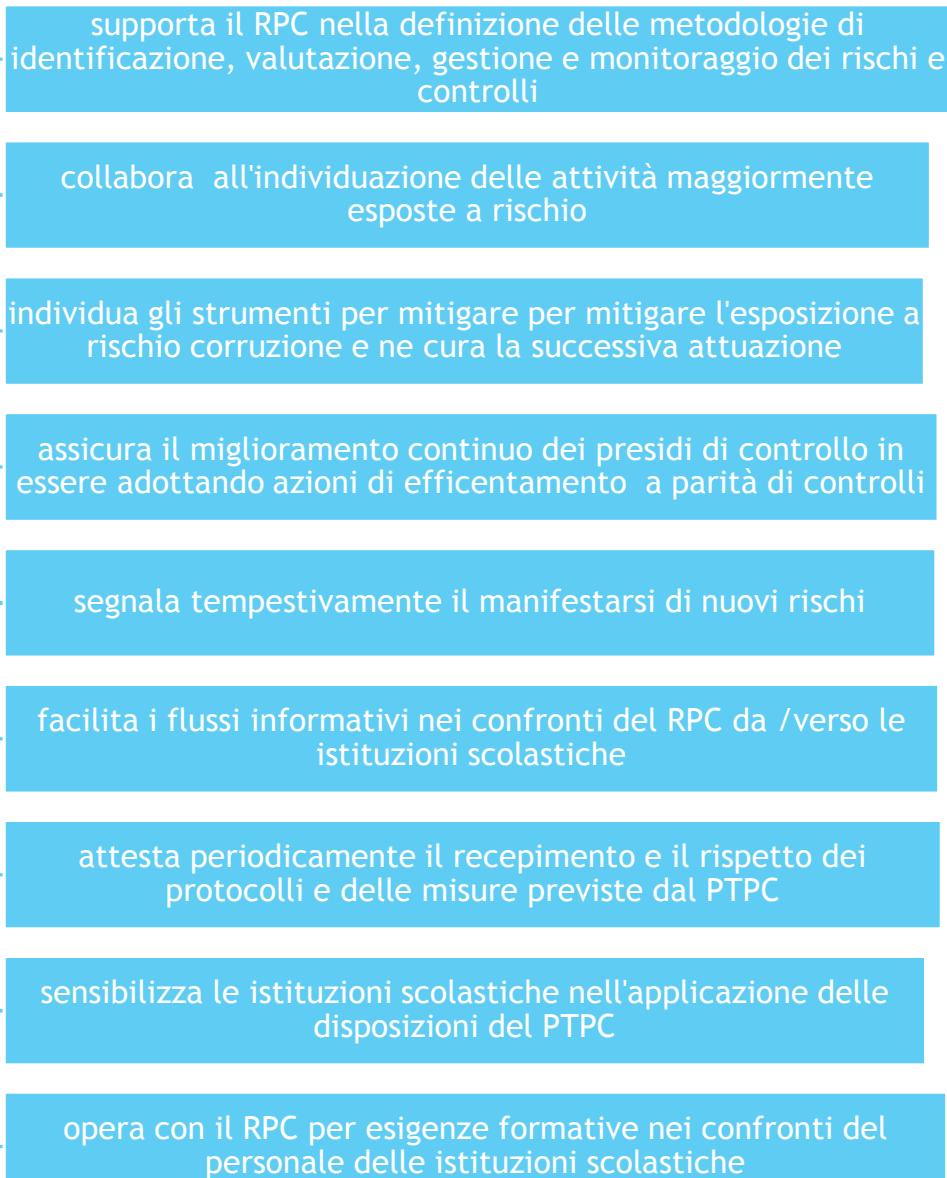 supporta il RPC nella definizione delle metodologie di
identificazione, valutazione, gestione e monitoraggio dei rischi e
controlli
collabora  all'individuazione delle attività maggiormente
esposte a rischio
individua gli strumenti per mitigare per mitigare l'esposizione a
rischio corruzione e ne cura la successiva attuazione
assicura il miglioramento continuo dei presidi di controllo in
essere adottando azioni di efficentamento  a parità di controlli
segnala tempestivamente il manifestarsi di nuovi rischi
facilita i flussi informativi nei confronti del RPC da /verso le
istituzioni scolastiche
attesta periodicamente il recepimento e il rispetto dei
protocolli e delle misure previste dal PTPC
sensibilizza le istituzioni scolastiche nell'applicazione delle
disposizioni del PTPC
opera con il RPC per esigenze formative nei confronti del
personale delle istituzioni scolastiche